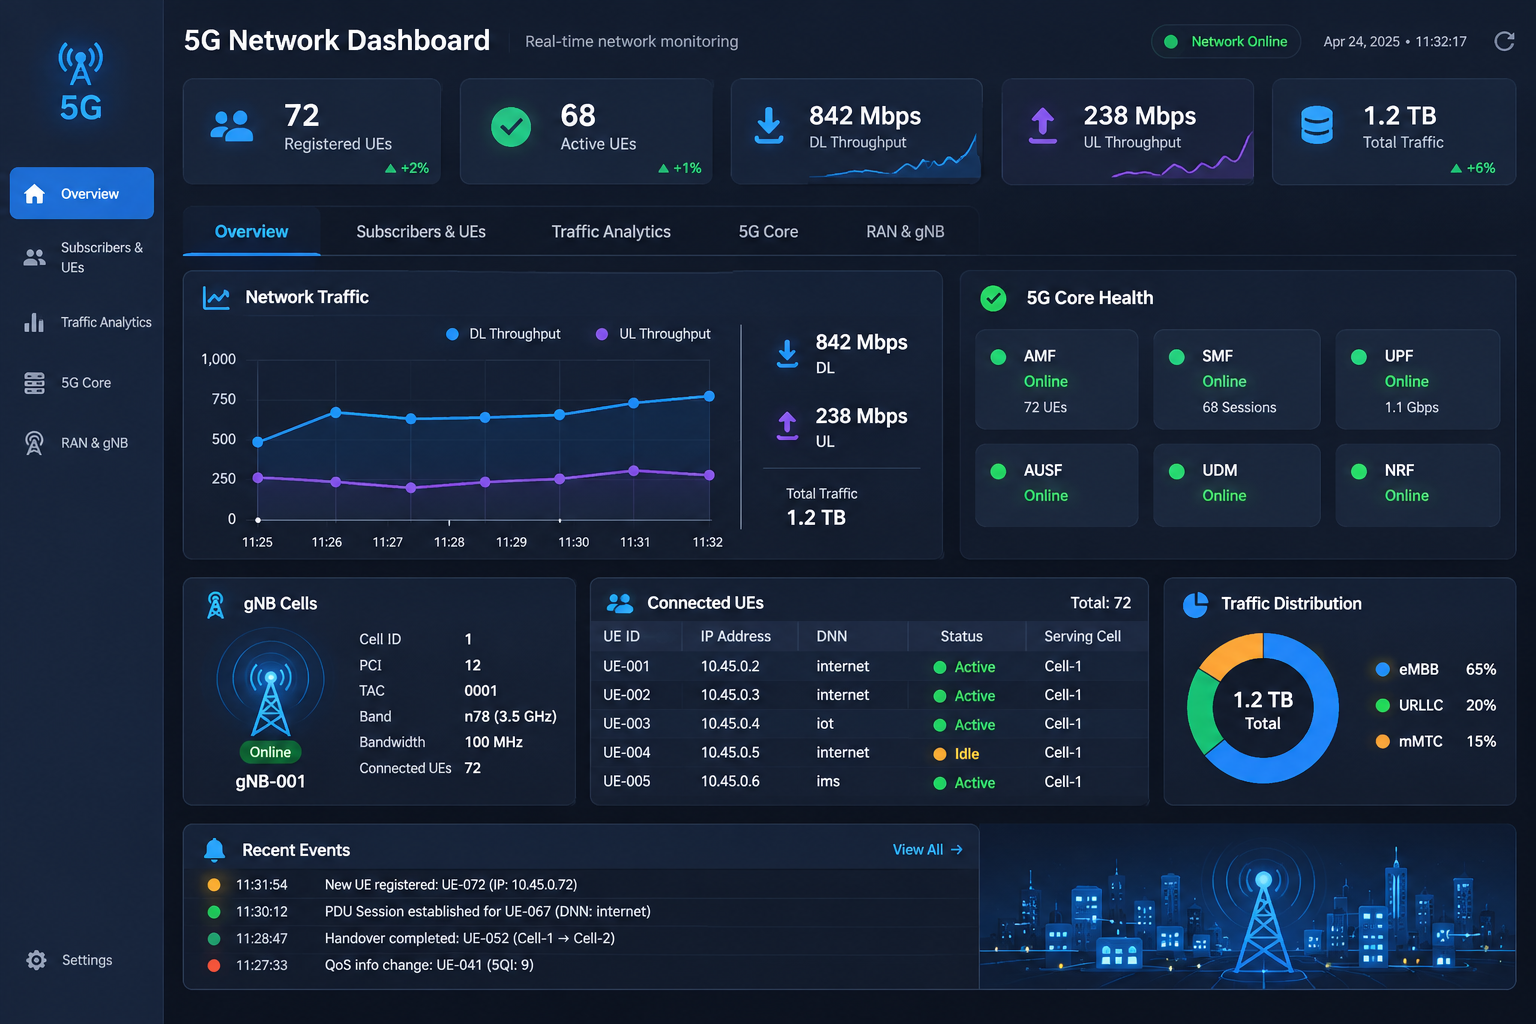 5G
Overview
Subscribers &
UEs
Traffic Analytics
5G Core
RAN & gNB
Settings
5G Network Dashboard
Real-time network monitoring
Network Online
Apr 24, 2025 • 11:32:17
72
Registered UEs
▲ +2%
68
Active UEs
▲ +1%
842 Mbps
DL Throughput
238 Mbps
UL Throughput
1.2 TB
Total Traffic
▲ +6%
Overview Subscribers & UEs Traffic Analytics 5G Core RAN & gNB
Network Traffic
DL Throughput UL Throughput
1,000
750
500
250
0
11:25 11:26 11:27 11:28 11:29 11:30 11:31 11:32
842 Mbps
DL
238 Mbps
UL
Total Traffic
1.2 TB
5G Core Health
AMF
Online
72 UEs
SMF
Online
68 Sessions
UPF
Online
1.1 Gbps
AUSF
Online
UDM
Online
NRF
Online
gNB Cells
Online
gNB-001
Cell ID 1
PCI 12
TAC 0001
Band n78 (3.5 GHz)
Bandwidth 100 MHz
Connected UEs 72
Connected UEs Total: 72
UE ID IP Address DNN Status Serving Cell
UE-001 10.45.0.2 internet Active Cell-1
UE-002 10.45.0.3 internet Active Cell-1
UE-003 10.45.0.4 iot Active Cell-1
UE-004 10.45.0.5 internet Idle Cell-1
UE-005 10.45.0.6 ims Active Cell-1
Traffic Distribution
1.2 TB
Total
eMBB 65%
URLLC 20%
mMTC 15%
Recent Events View All →
11:31:54 New UE registered: UE-072 (IP: 10.45.0.72)
11:30:12 PDU Session established for UE-067 (DNN: internet)
11:28:47 Handover completed: UE-052 (Cell-1 → Cell-2)
11:27:33 QoS info change: UE-041 (5QI: 9)